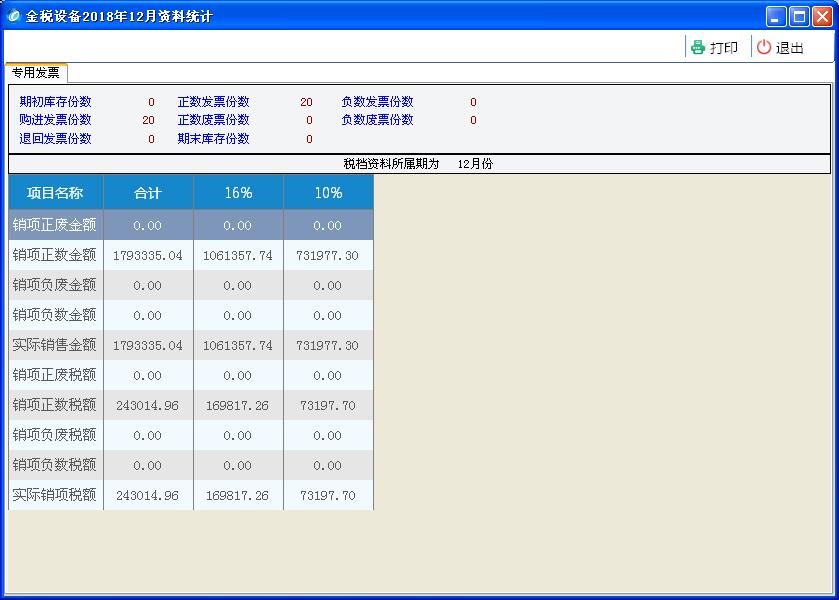 金税设备2018年12月资料统计
打印 退出
专用发票
期初库存份数 0 正数发票份数 20 负数发票份数 0
购进发票份数 20 正数废票份数 0 负数废票份数 0
退回发票份数 0 期末库存份数 0
税档资料所属期为 12月份
项目名称 合计 16% 10%
销项正废金额 0.00 0.00 0.00
销项正数金额 1793335.04 1061357.74 731977.30
销项负废金额 0.00 0.00 0.00
销项负数金额 0.00 0.00 0.00
实际销售金额 1793335.04 1061357.74 731977.30
销项正废税额 0.00 0.00 0.00
销项正数税额 243014.96 169817.26 73197.70
销项负废税额 0.00 0.00 0.00
销项负数税额 0.00 0.00 0.00
实际销项税额 243014.96 169817.26 73197.70